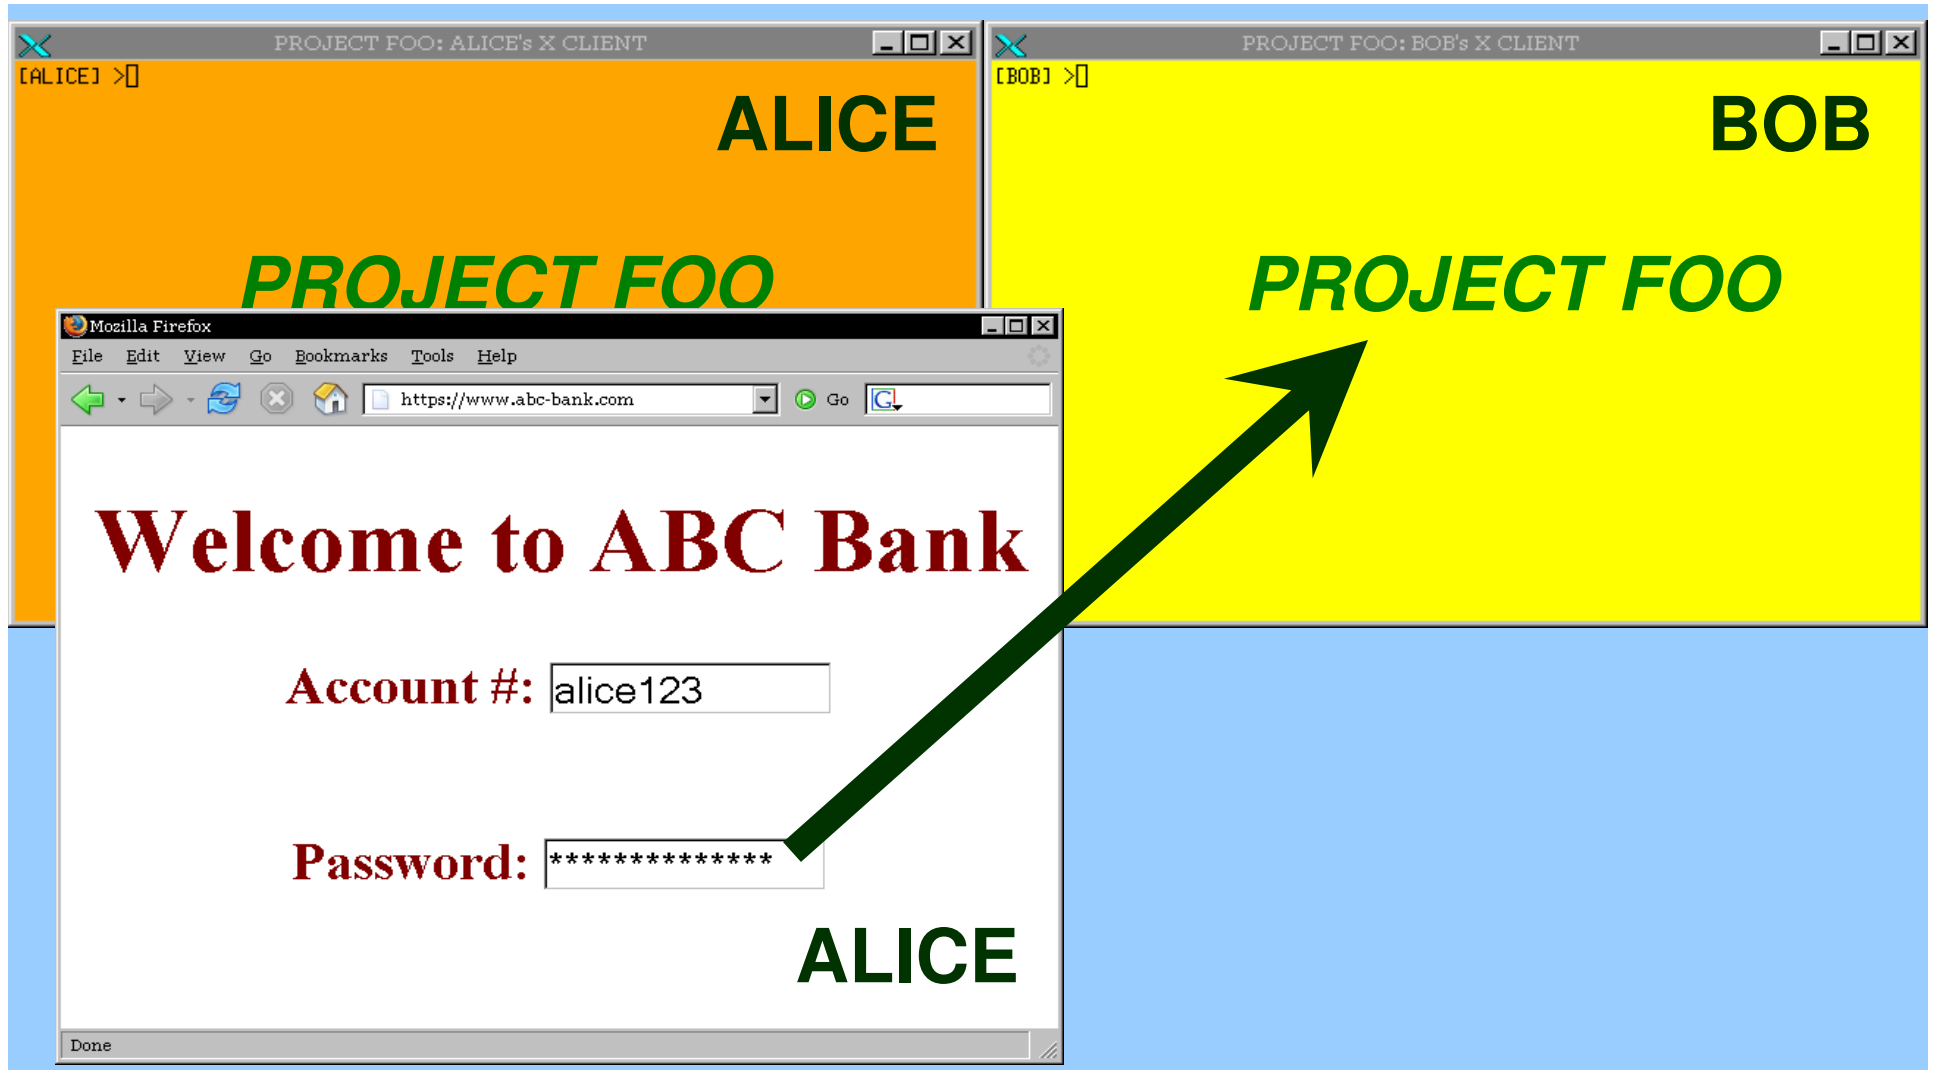 PROJECT FOO: ALICE's X CLIENT
[ALICE] >
ALICE
PROJECT FOO
PROJECT FOO: BOB's X CLIENT
[BOB] >
BOB
PROJECT FOO
Mozilla Firefox
File Edit View Go Bookmarks Tools Help
https://www.abc-bank.com Go G
Welcome to ABC Bank
Account #: alice123
Password: **************
ALICE
Done